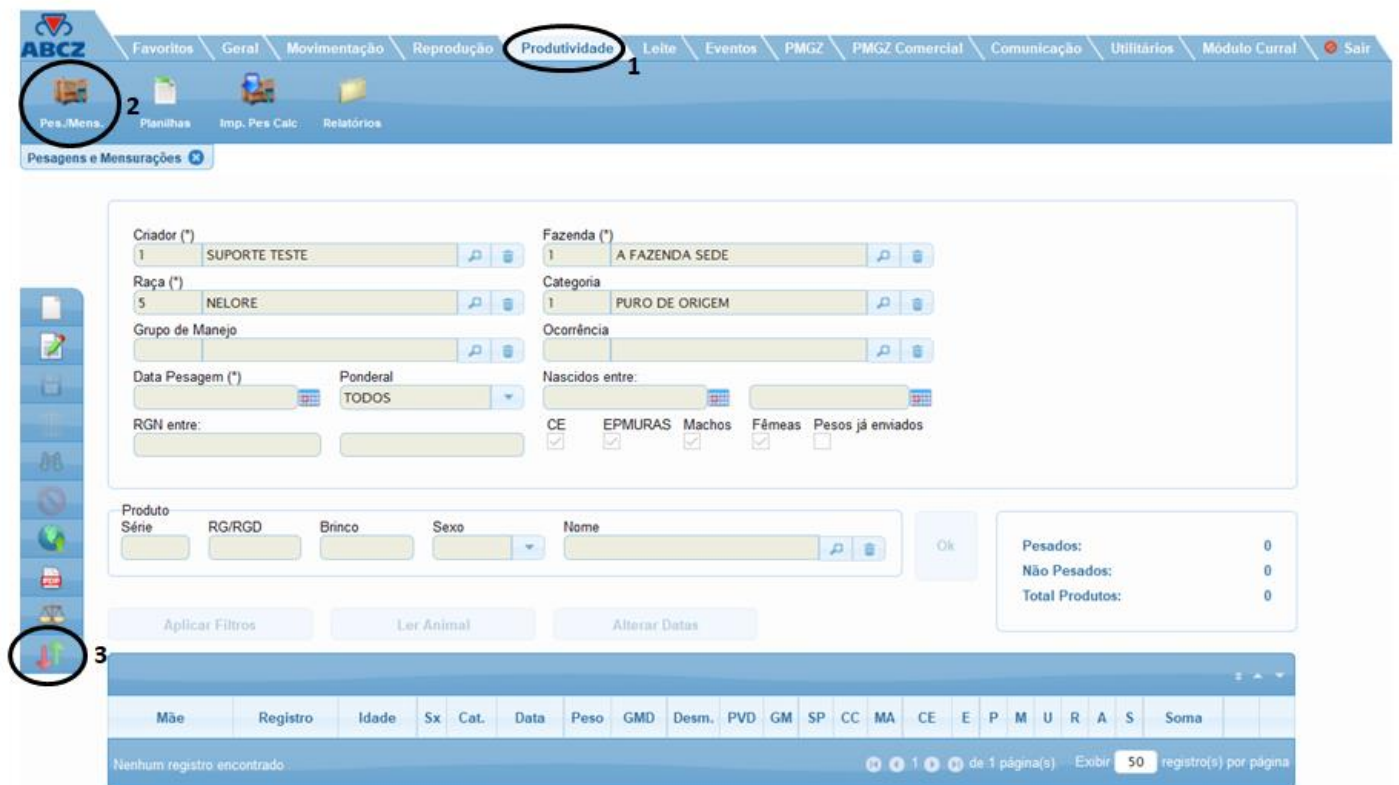 ABCZ Favoritos Geral Movimentação Reprodução Produtividade Leite Eventos PMGZ PMGZ Comercial Comunicação Utilitários Módulo Curral Sair
1
2
Pes./Mens. Planilhas Imp. Pes Calc Relatórios
Pesagens e Mensurações
Criador (*) Fazenda (*)
1 SUPORTE TESTE 1 A FAZENDA SEDE
Raça (*) Categoria
5 NELORE 1 PURO DE ORIGEM
Grupo de Manejo Ocorrência
Data Pesagem (*) Ponderal Nascidos entre:
TODOS
RGN entre: CE EPMURAS Machos Fêmeas Pesos já enviados
Produto
Série RG/RGD Brinco Sexo Nome
Ok
Pesados: 0
Não Pesados: 0
Total Produtos: 0
PDF
Aplicar Filtros Ler Animal Alterar Datas
3
Mãe Registro Idade Sx Cat. Data Peso GMD Desm. PVD GM SP CC MA CE E P M U R A S Soma
Nenhum registro encontrado 1 de 1 página(s) Exibir 50 registro(s) por página